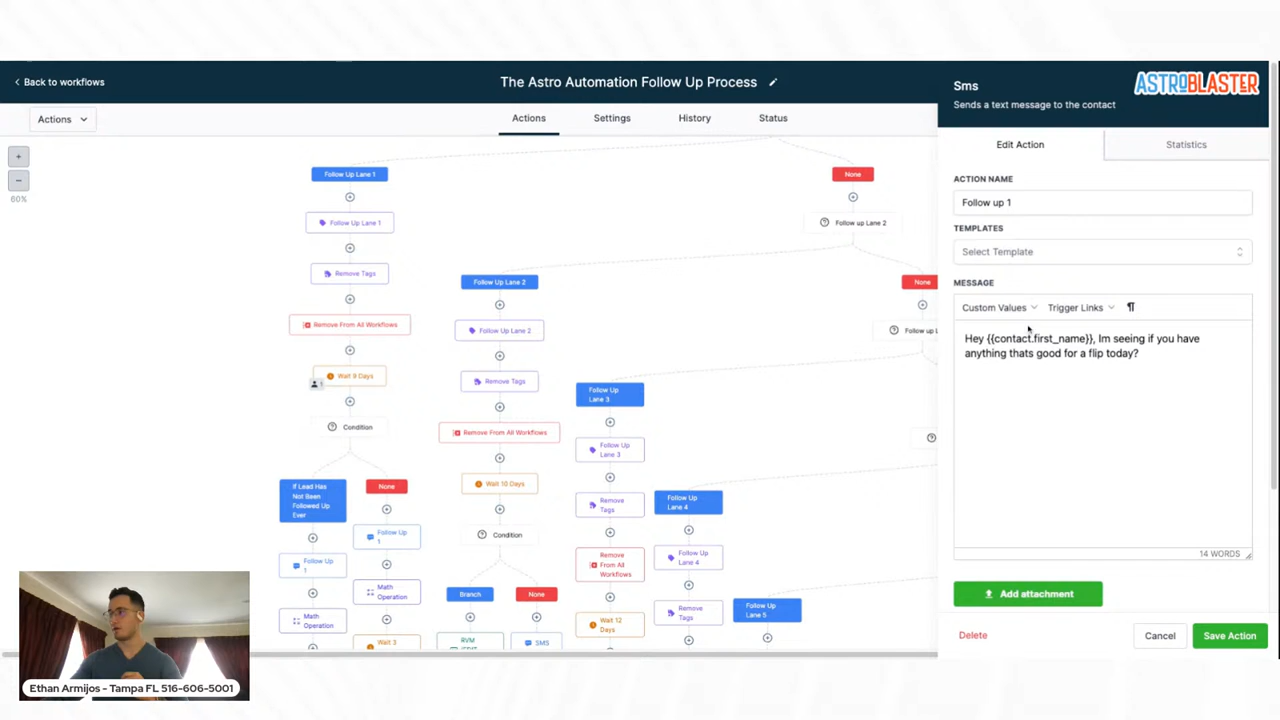 Back to workflows
The Astro Automation Follow Up Process
Actions
Actions
Settings
History
Status
60%
Follow Up Lane 1
Follow Up Lane 1
Remove Tags
Remove From All Workflows
Wait 9 Days
1
Condition
If Lead Has
Not Been
Followed Up
Ever
None
Follow Up
1
Follow Up
1
Math
Operation
Math
Operation
Wait 3
Follow Up Lane 2
Follow Up Lane 2
Remove Tags
Remove From All Workflows
Wait 10 Days
Condition
Branch
None
RVM
SMS
Follow Up
Lane 3
Follow Up
Lane 3
Remove
Tags
Remove
From All
Workflows
Wait 12
Days
Follow Up
Lane 4
Follow Up
Lane 4
Remove
Tags
Follow Up
Lane 5
None
Follow up Lane 2
None
Follow up L
Sms
Sends a text message to the contact
ASTROBLASTER
Edit Action
Statistics
ACTION NAME
Follow up 1
TEMPLATES
Select Template
MESSAGE
Custom Values
Trigger Links
¶
Hey {{contact.first_name}}, Im seeing if you have
anything thats good for a flip today?
14 WORDS
Add attachment
Delete
Cancel
Save Action
Ethan Armijos - Tampa FL 516-606-5001